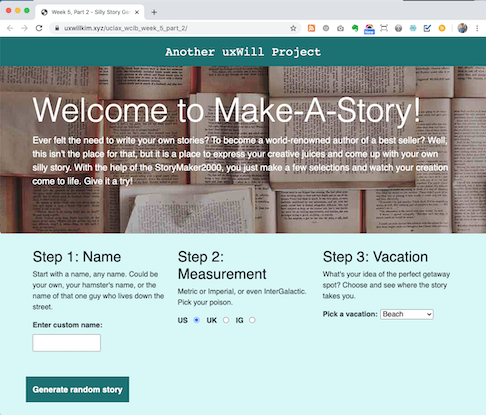 Week 5, Part 2 - Silly Story Ge
uxwillkim.xyz/uclax_wcib_week_5_part_2/
Another uxWill Project
Welcome to Make-A-Story!
Ever felt the need to write your own stories? To become a world-renowned author of a best seller? Well,
this isn't the place for that, but it is a place to express your creative juices and come up with your own
silly story. With the help of the StoryMaker2000, you just make a few selections and watch your creation
come to life. Give it a try!
Step 1: Name
Start with a name, any name. Could be
your own, your hamster's name, or the
name of that one guy who lives down the
street.
Enter custom name:
Step 2:
Measurement
Metric or Imperial, or even InterGalactic.
Pick your poison.
US UK IG
Step 3: Vacation
What's your idea of the perfect getaway
spot? Choose and see where the story
takes you.
Pick a vacation: Beach
Generate random story